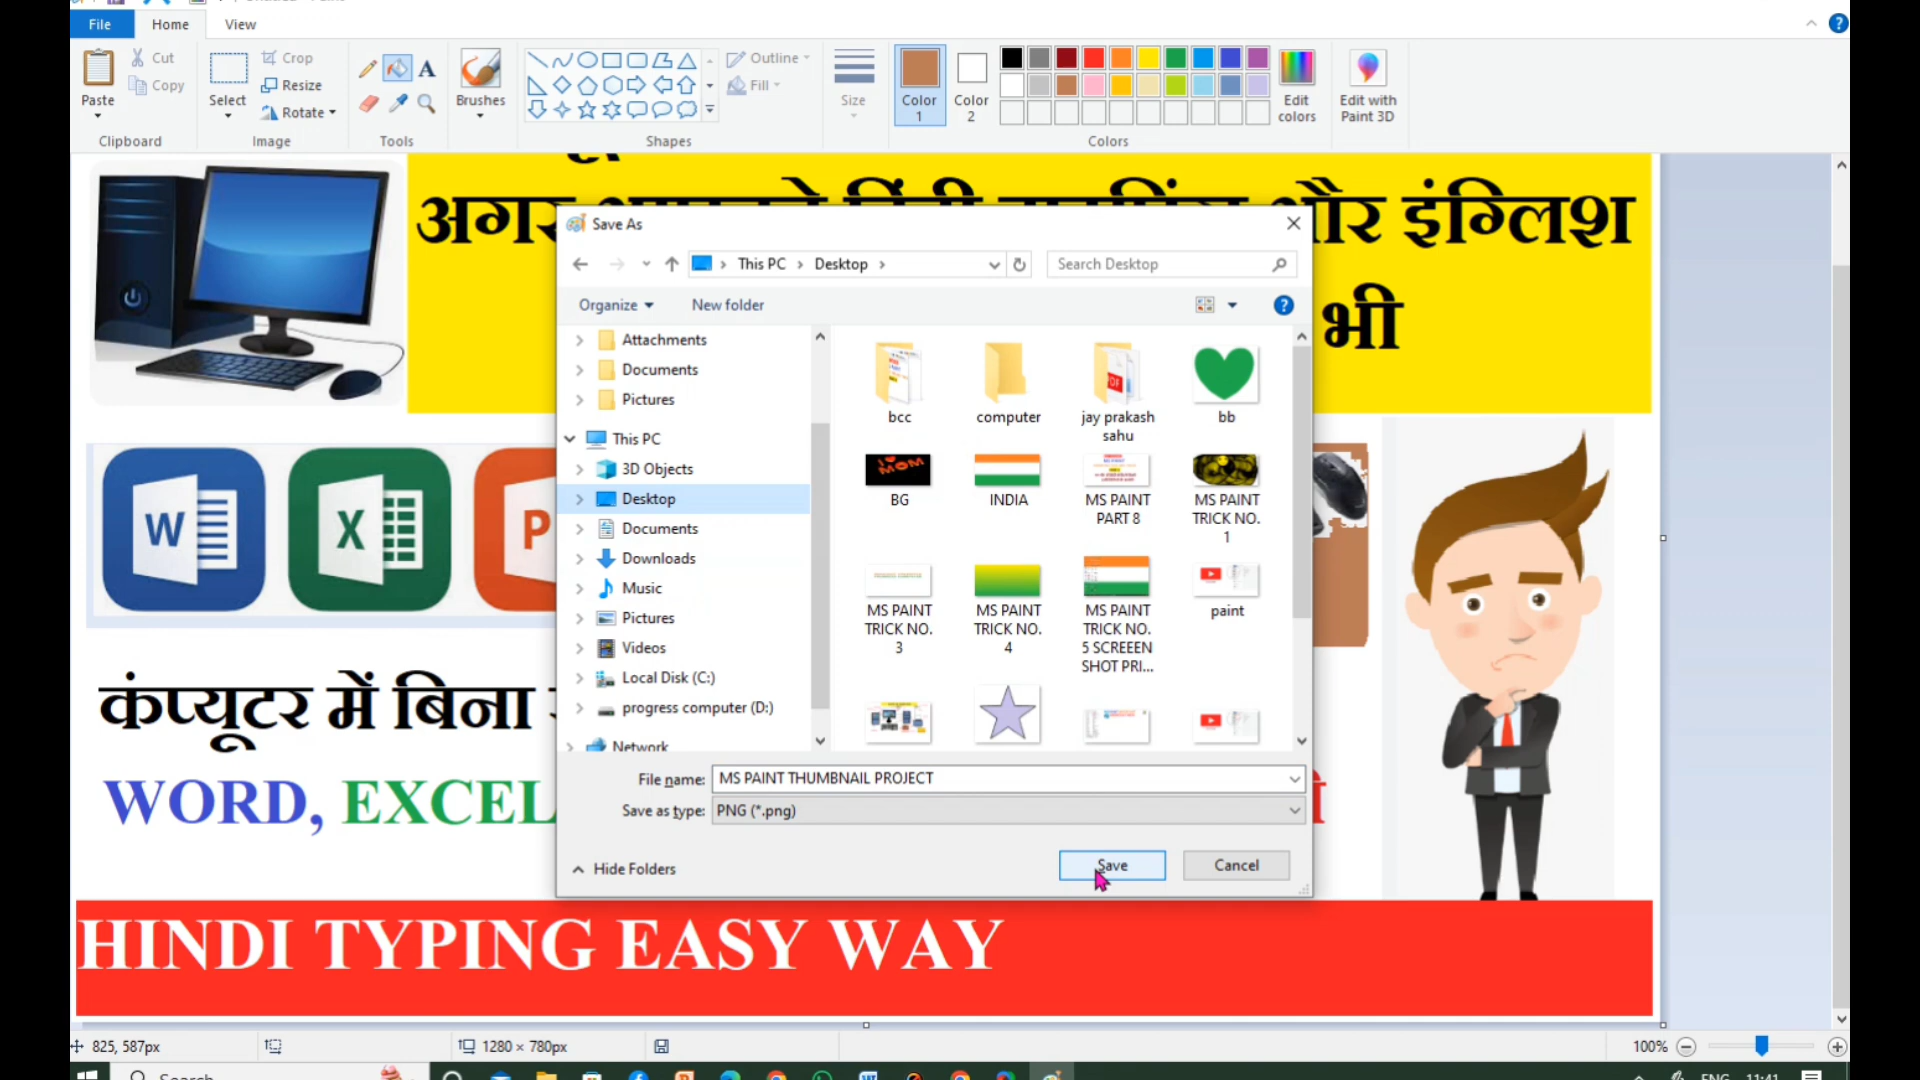 File
Home
View
Paste
Cut
Copy
Clipboard
Select
Crop
Resize
Rotate
Image
Tools
Brushes
Shapes
Outline
Fill
Size
Color 1
Color 2
Colors
Edit colors
Edit with Paint 3D
और इंग्लिश
भी
Save As
This PC
Desktop
Search Desktop
Organize
New folder
Attachments
Documents
Pictures
This PC
3D Objects
Desktop
Documents
Downloads
Music
Pictures
Videos
Local Disk (C:)
progress computer (D:)
Network
bcc
computer
jay prakash
sahu
bb
BG
INDIA
MS PAINT
PART 8
MS PAINT
TRICK NO.
1
MS PAINT
TRICK NO.
3
MS PAINT
TRICK NO.
4
MS PAINT
TRICK NO.
5 SCREEEN
SHOT PRI...
paint
File name: MS PAINT THUMBNAIL PROJECT
Save as type: PNG (*.png)
Hide Folders
Save
Cancel
W
X
P
कंप्यूटर में बिना
WORD, EXCEL
HINDI TYPING EASY WAY
825, 587px
1280 × 780px
100%
Search
ENG
11:41